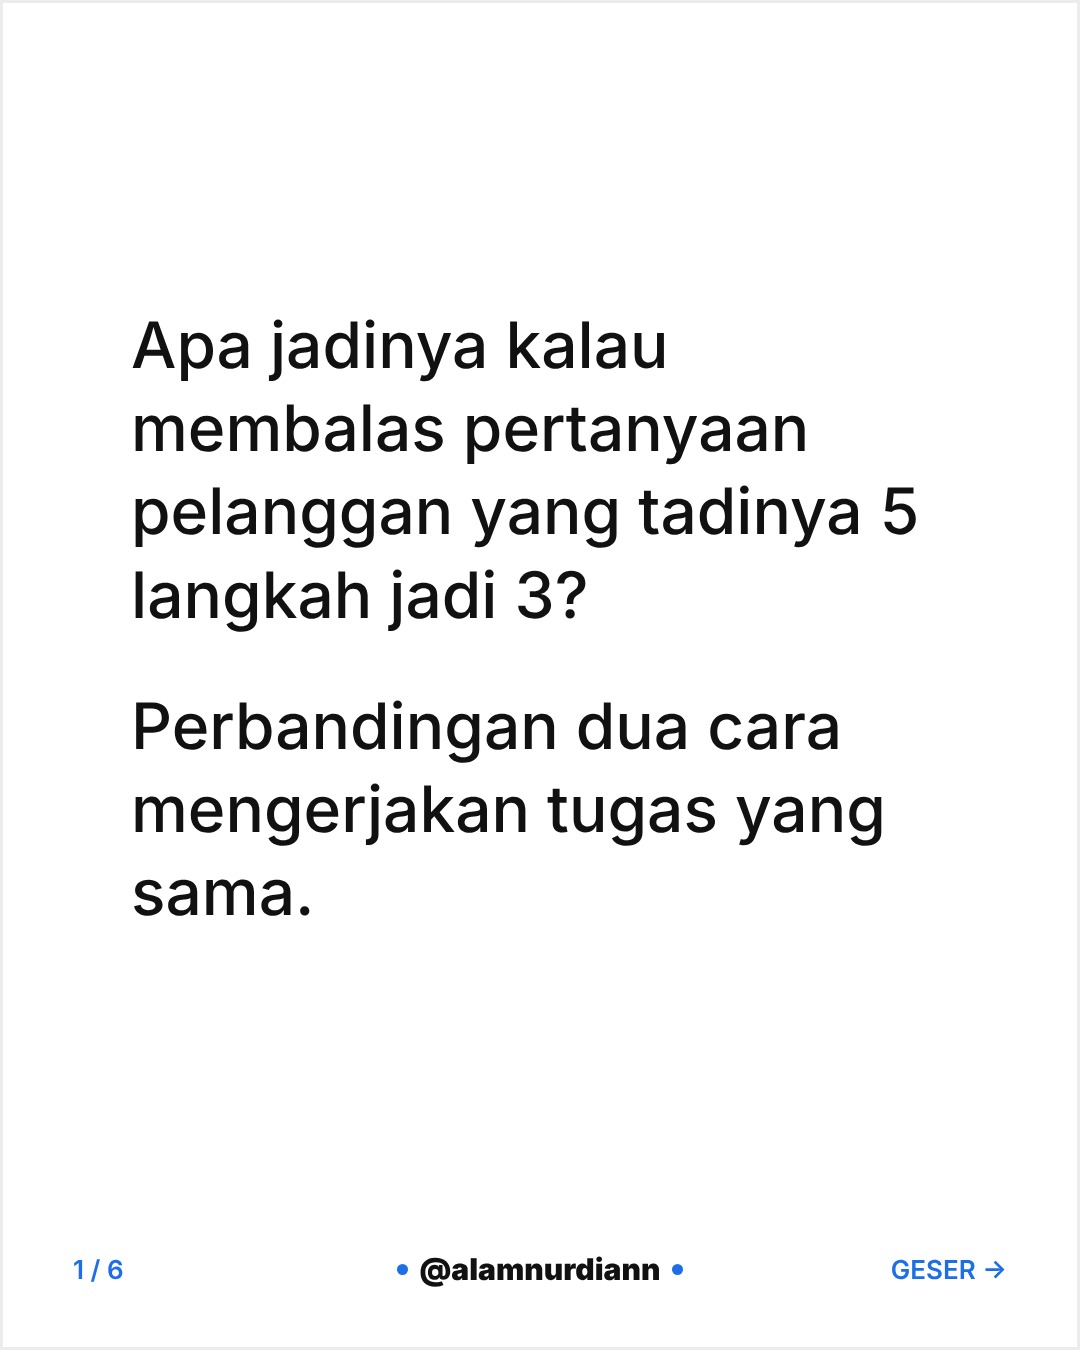 Apa jadinya kalau
membalas pertanyaan
pelanggan yang tadinya 5
langkah jadi 3?
Perbandingan dua cara
mengerjakan tugas yang
sama.
1 / 6
• @alamnurdiann •
GESER →